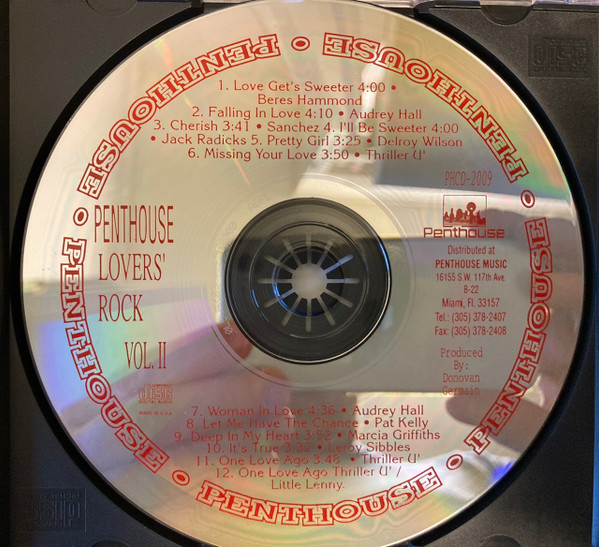 PENTHOUSE • PENTHOUSE • PENTHOUSE • PENTHOUSE • PENTHOUSE • PENTHOUSE •
1. Love Get's Sweeter 4:00 •
Beres Hammond
2. Falling In Love 4:10 • Audrey Hall
3. Cherish 3:41 • Sanchez 4. I'll Be Sweeter 4:00
• Jack Radicks 5. Pretty Girl 3:25 • Delroy Wilson
6. Missing Your Love 3:50 • Thriller 'U'
PENTHOUSE
LOVERS'
ROCK
VOL. II
PHCD-2009
Penthouse
Distributed at
PENTHOUSE MUSIC
16155 S.W. 117th Ave.
B-22
Miami, Fl. 33157
Tel.: (305) 378-2407
Fax: (305) 378-2408
Produced
By:
Donovan
Germain
7. Woman In Love 4:36 • Audrey Hall
8. Let Me Have The Chance • Pat Kelly
9. Deep In My Heart 3:52 • Marcia Griffiths
10. It's True 3:32 • Leroy Sibbles
11. One Love Ago 3.48 • Thriller 'U'
12. One Love Ago Thriller 'U' /
Little Lenny.